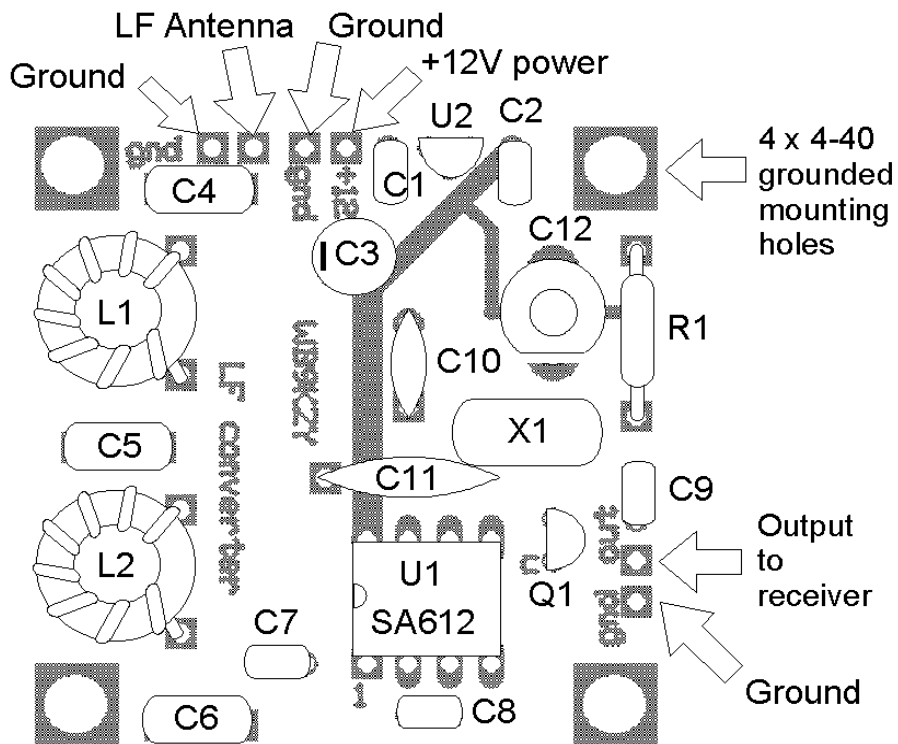 LF Antenna
Ground
Ground
+12V power
U2
C2
4 x 4-40
grounded
mounting
holes
gnd
gnd
+12
C4
C1
C3
C12
L1
R1
C10
WB9KZY
LF converter
X1
C5
C11
C9
out
Output
to
receiver
L2
U1
SA612
n
Q1
gnd
C7
Ground
1
C6
C8